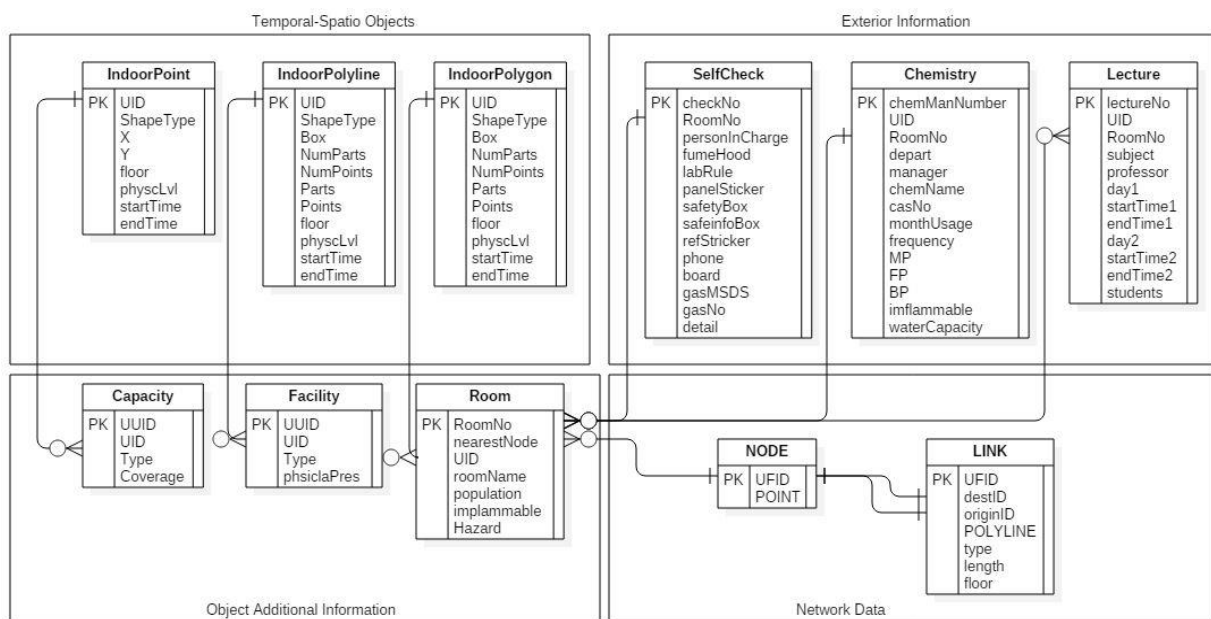 Temporal-Spatio Objects
Exterior Information
IndoorPoint
PK UID
ShapeType
X
Y
floor
physcLvl
startTime
endTime
IndoorPolyline
PK UID
ShapeType
Box
NumParts
NumPoints
Parts
Points
floor
physcLvl
startTime
endTime
IndoorPolygon
PK UID
ShapeType
Box
NumParts
NumPoints
Parts
Points
floor
physcLvl
startTime
endTime
SelfCheck
PK checkNo
RoomNo
personInCharge
fumeHood
labRule
panelSticker
safetyBox
safeinfoBox
refStricker
phone
board
gasMSDS
gasNo
detail
Chemistry
PK chemManNumber
UID
RoomNo
depart
manager
chemName
casNo
monthUsage
frequency
MP
FP
BP
imflammable
waterCapacity
Lecture
PK lectureNo
UID
RoomNo
subject
professor
day1
startTime1
endTime1
day2
startTime2
endTime2
students
Capacity
PK UUID
UID
Type
Coverage
Facility
PK UUID
UID
Type
phsiclaPres
Room
PK RoomNo
nearestNode
UID
roomName
population
implammable
Hazard
NODE
PK UFID
POINT
LINK
PK UFID
destID
originID
POLYLINE
type
length
floor
Object Additional Information
Network Data